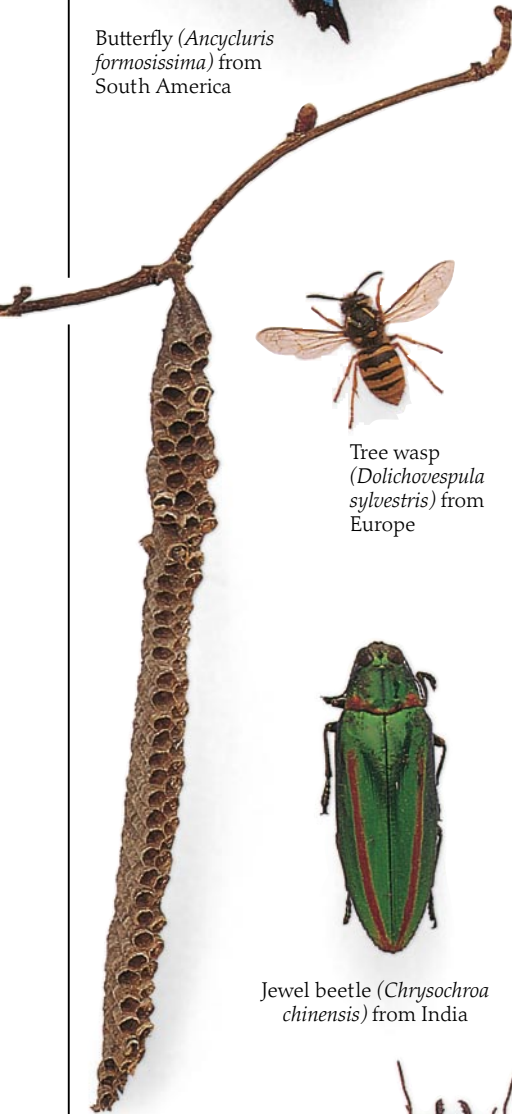 Butterfly (Ancycluris
formosissima) from
South America
Tree wasp
(Dolichovespula
sylvestris) from
Europe
Jewel beetle (Chrysochroa
chinensis) from India